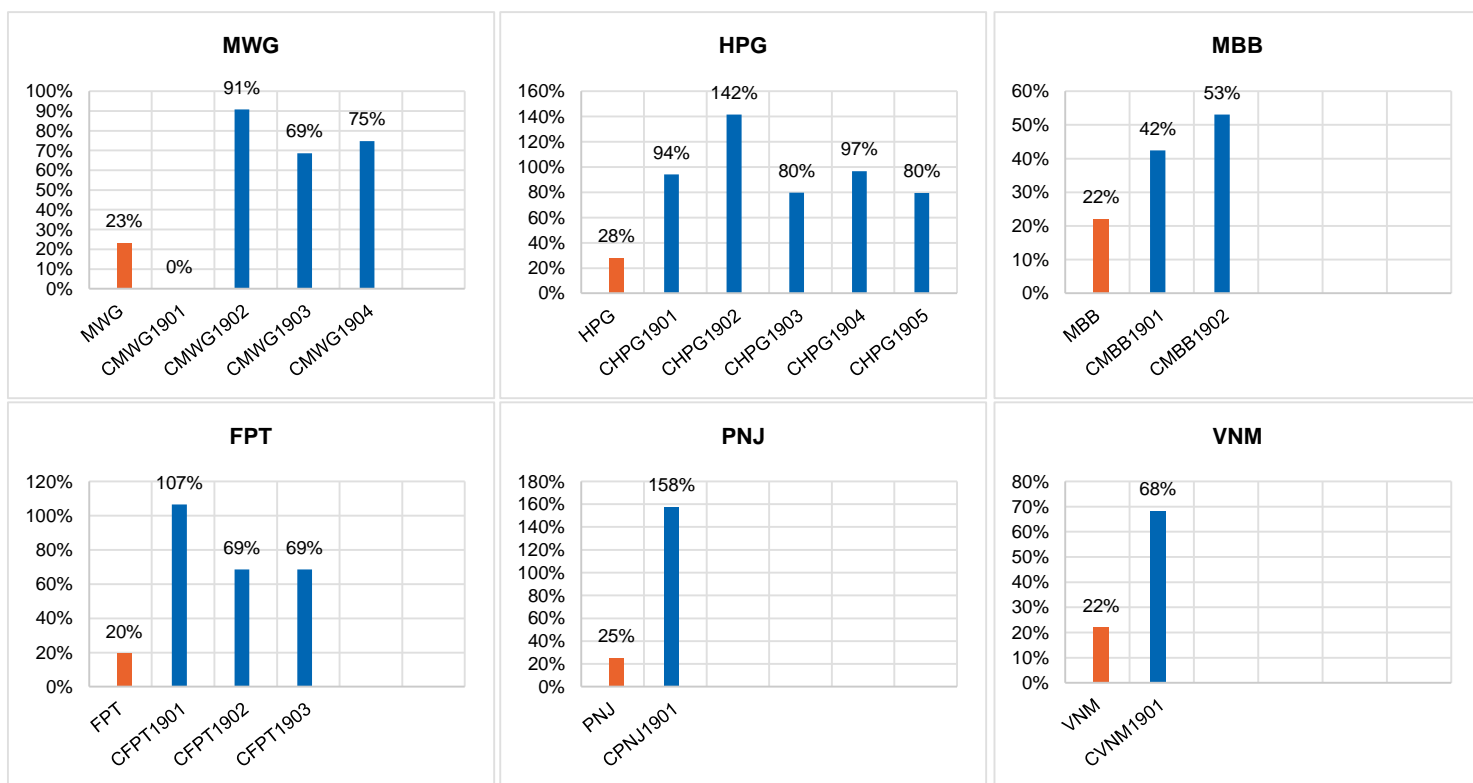 MWG
100%
90%
80%
70%
60%
50%
40%
30%
20%
10%
0%
23%
0%
91%
69%
75%
MWG
CMWG1901
CMWG1902
CMWG1903
CMWG1904
HPG
160%
140%
120%
100%
80%
60%
40%
20%
0%
28%
94%
142%
80%
97%
80%
HPG
CHPG1901
CHPG1902
CHPG1903
CHPG1904
CHPG1905
MBB
60%
50%
40%
30%
20%
10%
0%
22%
42%
53%
MBB
CMBB1901
CMBB1902
FPT
120%
100%
80%
60%
40%
20%
0%
20%
107%
69%
69%
FPT
CFPT1901
CFPT1902
CFPT1903
PNJ
180%
160%
140%
120%
100%
80%
60%
40%
20%
0%
25%
158%
PNJ
CPNJ1901
VNM
80%
70%
60%
50%
40%
30%
20%
10%
0%
22%
68%
VNM
CVNM1901